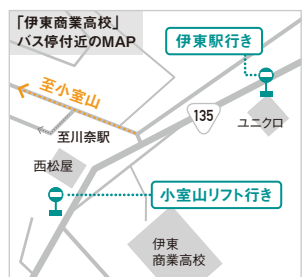 「伊東商業高校」
バス停付近のMAP
伊東駅行き
至小室山
135
ユニクロ
至川奈駅
西松屋
小室山リフト行き
伊東
商業高校